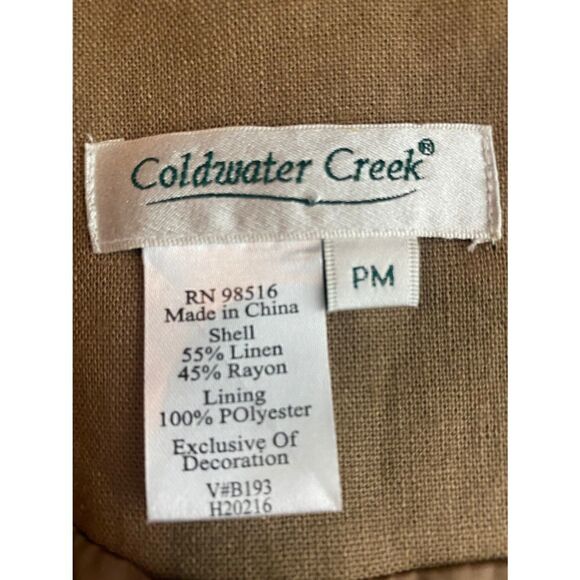 Coldwater Creek®
PM
RN 98516
Made in China
Shell
55% Linen
45% Rayon
Lining
100% POlyester
Exclusive Of
Decoration
V#B193
H20216